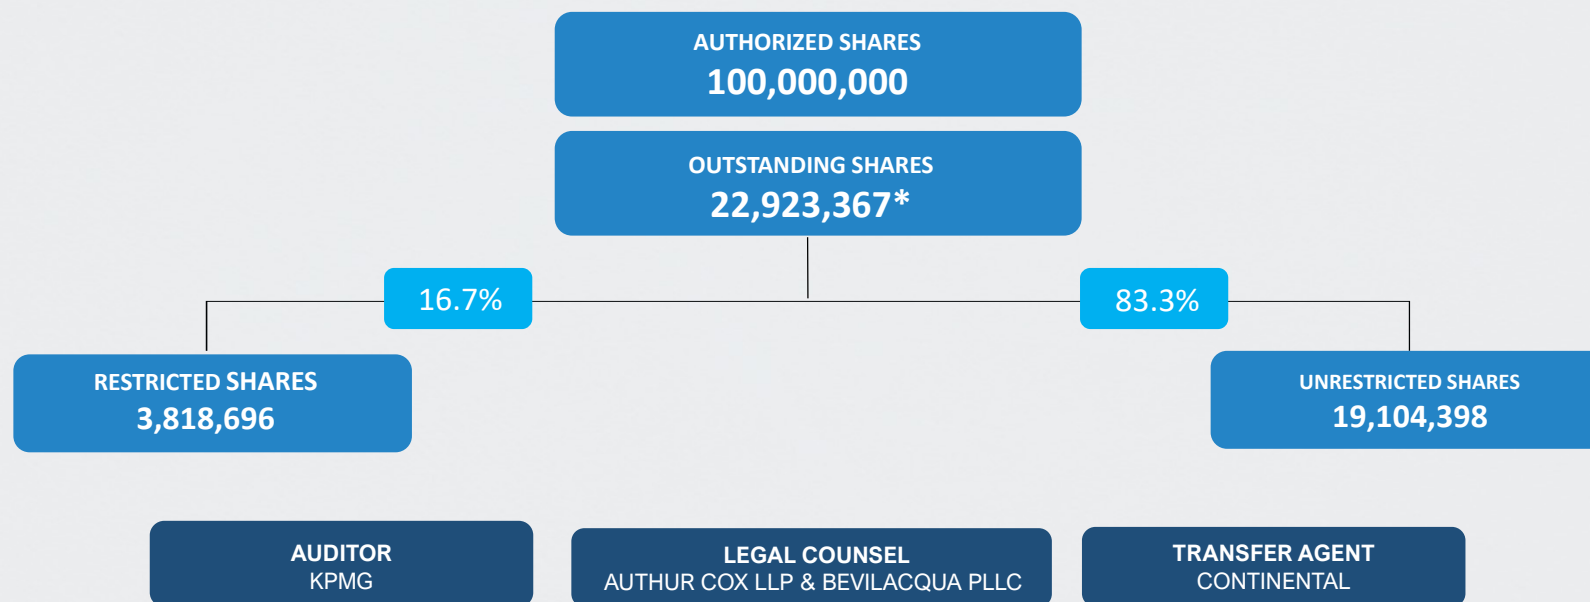 AUTHORIZED SHARES
100,000,000
OUTSTANDING SHARES
22,923,367*
16.7%
83.3%
RESTRICTED SHARES
3,818,696
UNRESTRICTED SHARES
19,104,398
AUDITOR
KPMG
LEGAL COUNSEL
AUTHUR COX LLP & BEVILACQUA PLLC
TRANSFER AGENT
CONTINENTAL